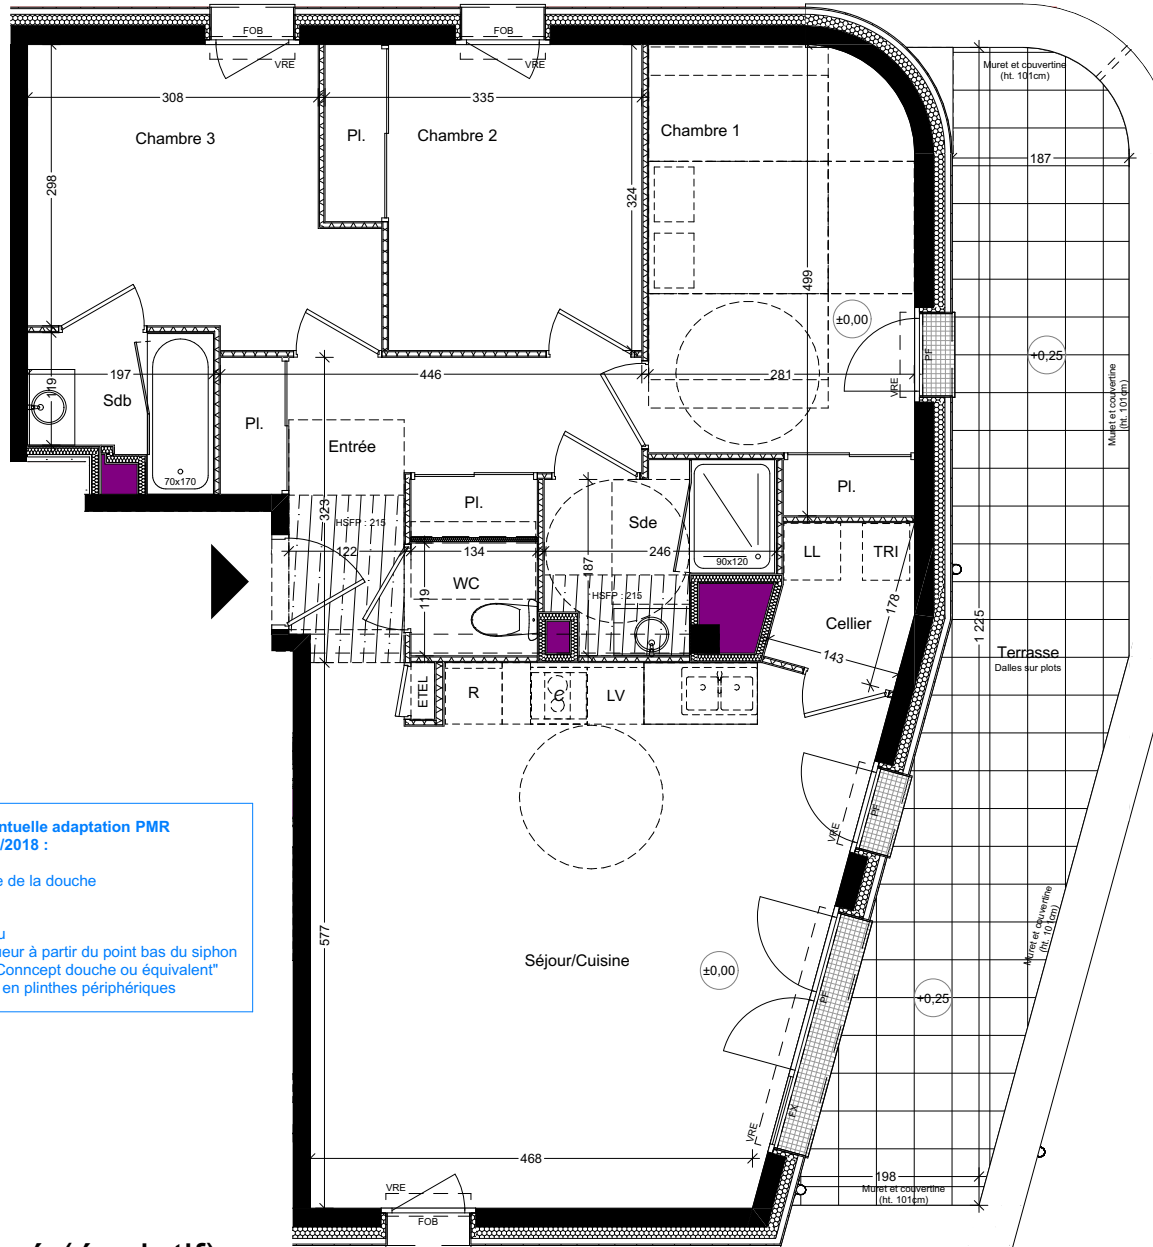 FOB
FOB
VRE
VRE
Muret et couvertine
(ht. 101cm)
308
335
Chambre 3
Pl.
Chambre 2
Chambre 1
187
298
324
499
±0,00
+0,25
PF
VRE
Muret et couvertine
(ht. 101cm)
197
446
281
119
Sdb
Pl.
Entrée
70x170
Pl.
Pl.
Sde
323
HSFP : 215
122
134
246
90x120
LL
TRI
WC
119
187
HSFP : 215
178
Cellier
143
1 225
Terrasse
Dalles sur plots
ETEL
R
C
LV
PF
VRE
ntuelle adaptation PMR
/2018 :
e de la douche
u
ueur à partir du point bas du siphon
Conncept douche ou équivalent"
en plinthes périphériques
577
Séjour/Cuisine
±0,00
PF
+0,25
Muret et couvertine
(ht. 101cm)
FX
VRE
468
198
Muret et couvertine
(ht. 101cm)
VRE
FOB